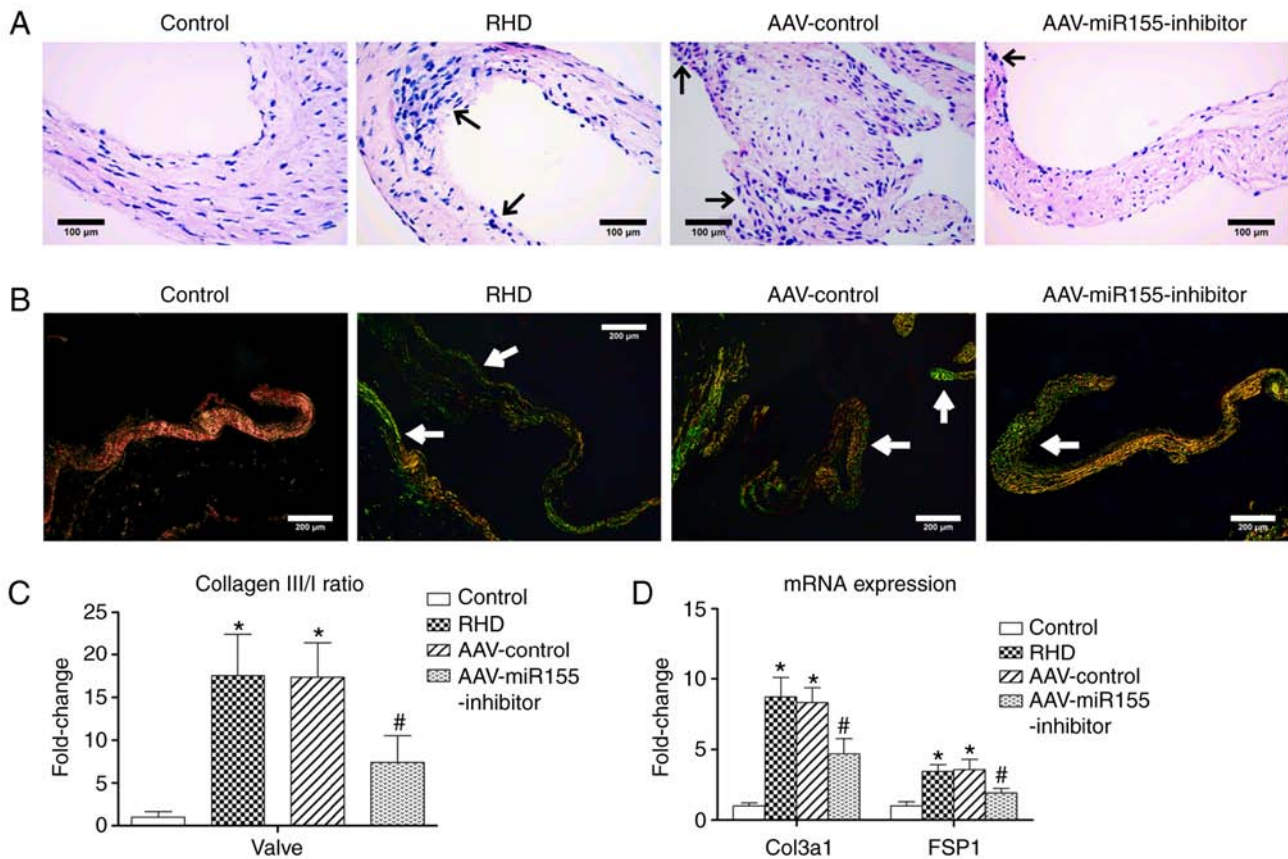 A
Control
RHD
AAV-control
AAV-miR155-inhibitor
100 µm
100 µm
100 µm
100 µm
B
Control
RHD
AAV-control
AAV-miR155-inhibitor
200 µm
200 µm
200 µm
200 µm
C
Collagen III/I ratio
Control
RHD
AAV-control
AAV-miR155
-inhibitor
Fold-change
25
20
15
10
5
0
*
*
#
Valve
D
mRNA expression
Control
RHD
AAV-control
AAV-miR155
-inhibitor
Fold-change
15
10
5
0
*
*
#
*
*
#
Col3a1
FSP1